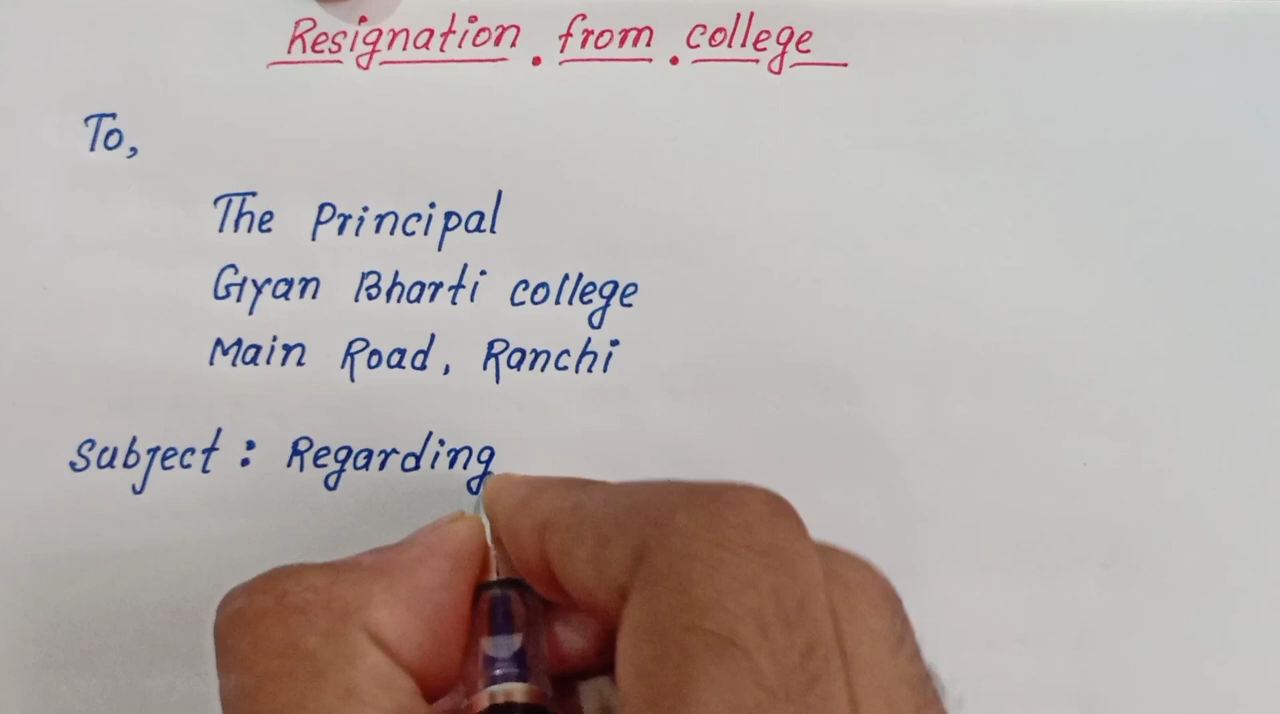 Resignation . from . college
To,
The Principal
Gyan Bharti college
Main Road, Ranchi
Subject : Regarding